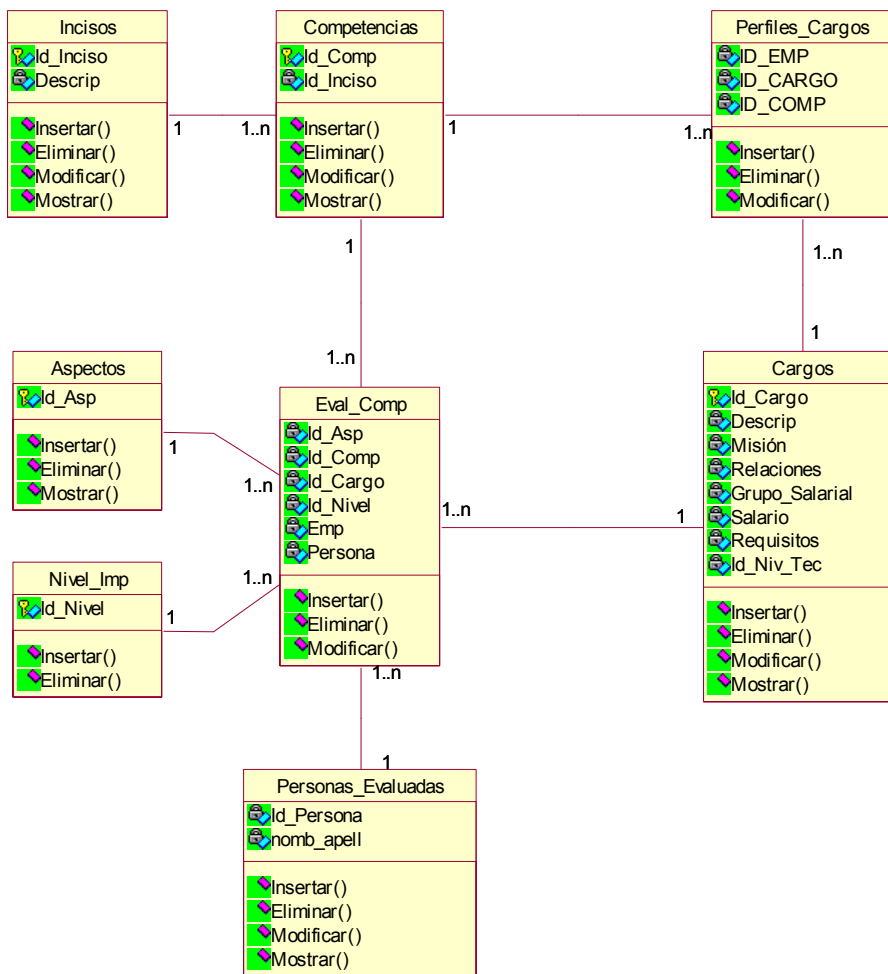 Incisos
Id_Inciso
Descrip
Insertar()
Eliminar()
Modificar()
Mostrar()
1
1..n
Competencias
Id_Comp
Id_Inciso
Insertar()
Eliminar()
Modificar()
Mostrar()
1
1..n
Perfiles_Cargos
ID_EMP
ID_CARGO
ID_COMP
Insertar()
Eliminar()
Modificar()
1
1..n
1..n
1
Aspectos
Id_Asp
Insertar()
Eliminar()
Mostrar()
1
1..n
Eval_Comp
Id_Asp
Id_Comp
Id_Cargo
Id_Nivel
Emp
Persona
Insertar()
Eliminar()
Modificar()
1..n
1
Cargos
Id_Cargo
Descrip
Misión
Relaciones
Grupo_Salarial
Salario
Requisitos
Id_Niv_Tec
Insertar()
Eliminar()
Modificar()
Mostrar()
Nivel_Imp
Id_Nivel
Insertar()
Eliminar()
1
1..n
1..n
1
Personas_Evaluadas
Id_Persona
nomb_apell
Insertar()
Eliminar()
Modificar()
Mostrar()